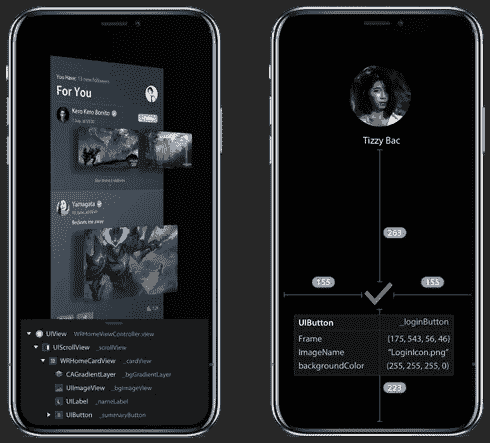 You Have: 13 new followers
For You
Kero Kero Bonito
Yamagata
UIView WRHomeViewController.view
UIScrollView _scrollView
WRHomeCardView _cardView
CAGradientLayer _bgGradientLayer
UIImageView _bgImageView
L UILabel _nameLabel
UIButton _summaryButton
Tizzy Bac
263
155
155
UIButton _loginButton
Frame (175, 543, 56, 46)
ImageName "LoginIcon.png"
backgroundColor (255, 255, 255, 0)
223